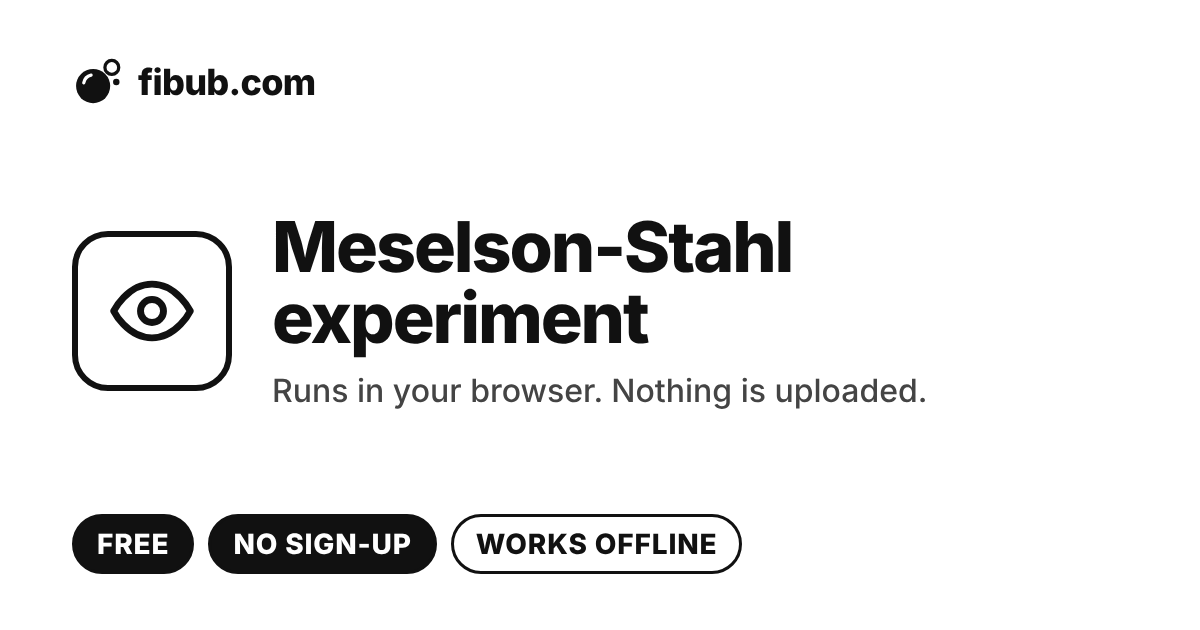 fibub.com
Meselson-Stahl
experiment
Runs in your browser. Nothing is uploaded.
FREE
NO SIGN-UP
WORKS OFFLINE